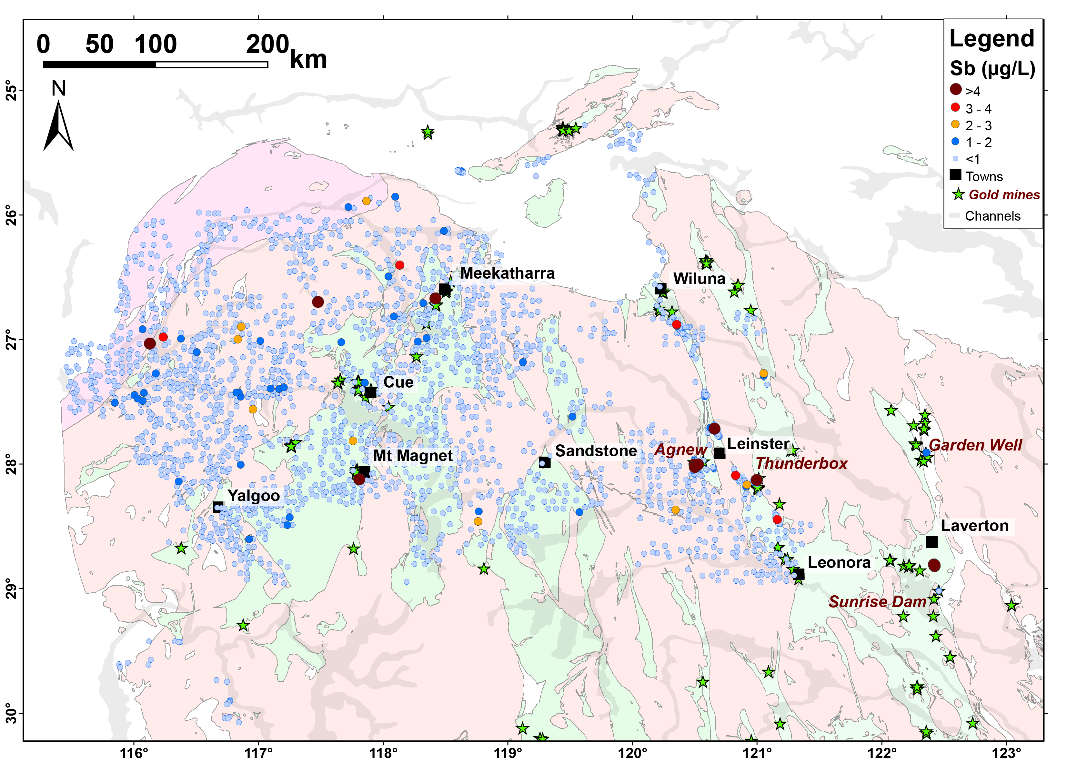 0 50 100 200 km
N
Legend
Sb (µg/L)
>4
3 - 4
2 - 3
1 - 2
<1
Towns
Gold mines
Channels
25°
26°
27°
28°
29°
30°
Meekatharra
Wiluna
Cue
Mt Magnet
Sandstone
Agnew
Leinster
Thunderbox
Garden Well
Yalgoo
Laverton
Leonora
Sunrise Dam
116° 117° 118° 119° 120° 121° 122° 123°